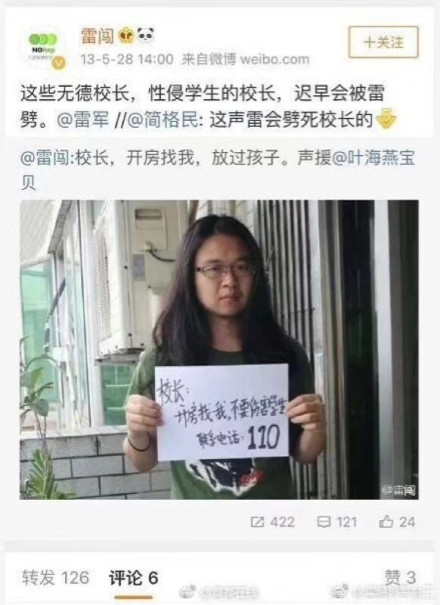 雷闯
NOhep
+关注
13-5-28 14:00 来自微博 weibo.com
这些无德校长，性侵学生的校长，迟早会被雷
劈。@雷军 //@简格民: 这声雷会劈死校长的
@雷闯:校长，开房找我，放过孩子。声援@叶海燕宝
贝
校长：
开房找我，不要伤害学生
联系电话：110
@雷闯
422 121 24
转发 126 评论 6 赞 3